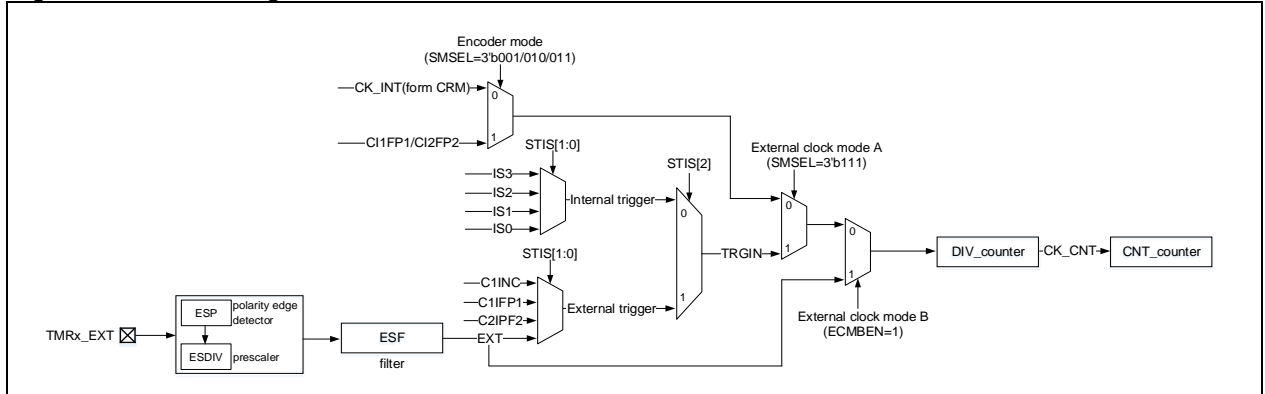 Encoder mode
(SMSEL=3'b001/010/011)
CK_INT(form CRM)
0
CI1FP1/CI2FP2
1
STIS[1:0]
IS3
IS2
IS1
IS0
Internal trigger
STIS[2]
0
1
External clock mode A
(SMSEL=3'b111)
0
1
TRGIN
0
1
DIV_counter
CK_CNT
CNT_counter
STIS[1:0]
C1INC
C1IFP1
C2IPF2
EXT
External trigger
External clock mode B
(ECMBEN=1)
TMRx_EXT
ESP
polarity edge
detector
ESDIV
prescaler
ESF
filter